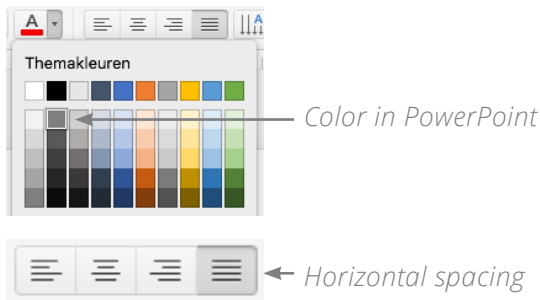 A
A
Themakleuren
Color in PowerPoint
Horizontal spacing